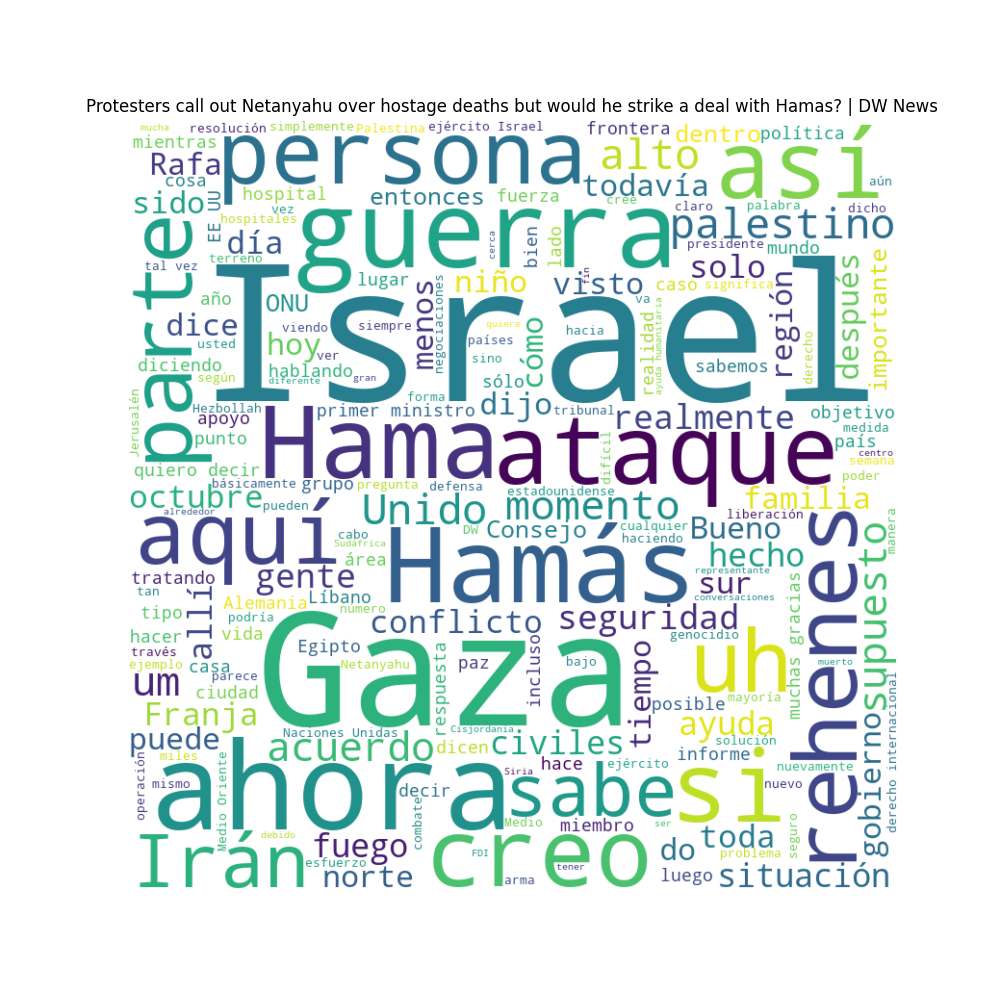 Protesters call out Netanyahu over hostage deaths but would he strike a deal with Hamas? | DW News
mucha
resolución
simplemente
Palestina
ejército Israel
frontera
dentro
política
mientras
persona
alto
así
Rafa
cosa
hospital
entonces
fuerza
todavía
cree
claro
palabra
aún
dicho
sido
EE UU
vez
hospitales
guerra
lado
bien
cerca
palestino
presidente
mundo
parte
día
terreno
tal vez
lugar
niño
visto
fin
solo
caso
significa
región
después
importante
año
ONU
Israel
menos
negociaciones
va
realidad
ayuda humanitaria
dice
usted
viendo
siempre
quiere
hacia
cómo
hoy
ver
países
sino
sabemos
derecho
diciendo
según
hablando
diferente
gran
sólo
forma
Jerusalén
Hezbollah
apoyo
primer ministro
dijo
tribunal
realmente
objetivo
punto
medida
país
Hama
ataque
difícil
centro
semana
quiero decir
básicamente
grupo
pregunta
defensa
estadounidense
familia
poder
octubre
pueden
Unido
momento
alrededor
liberación
aquí
cabo
Sudáfrica
DW
Consejo
cualquier
haciendo
Bueno
manera
área
Hamás
hecho
supuesto
rehenes
tratando
tan
gente
representante
conversaciones
sur
Líbano
número
allí
tipo
Alemania
podría
conflicto
seguridad
genocidio
muchas gracias
hacer
vida
través
Egipto
ejemplo
casa
Netanyahu
paz
incluso
bajo
muerto
parece
Gaza
uh
um
ciudad
respuesta
tiempo
posible
mayoría
gobierno
derecho internacional
Franja
ayuda
puede
Naciones Unidas
Cisjordania
solución
acuerdo
dicen
civiles
informe
miles
operación
mismo
Medio Oriente
Siria
hace
ejército
nuevamente
nuevo
ahora
decir
sabe
si
combate
Medio
miembro
ser
debido
Irán
fuego
creo
do
toda
seguro
problema
esfuerzo
FDI
tener
norte
arma
luego
situación